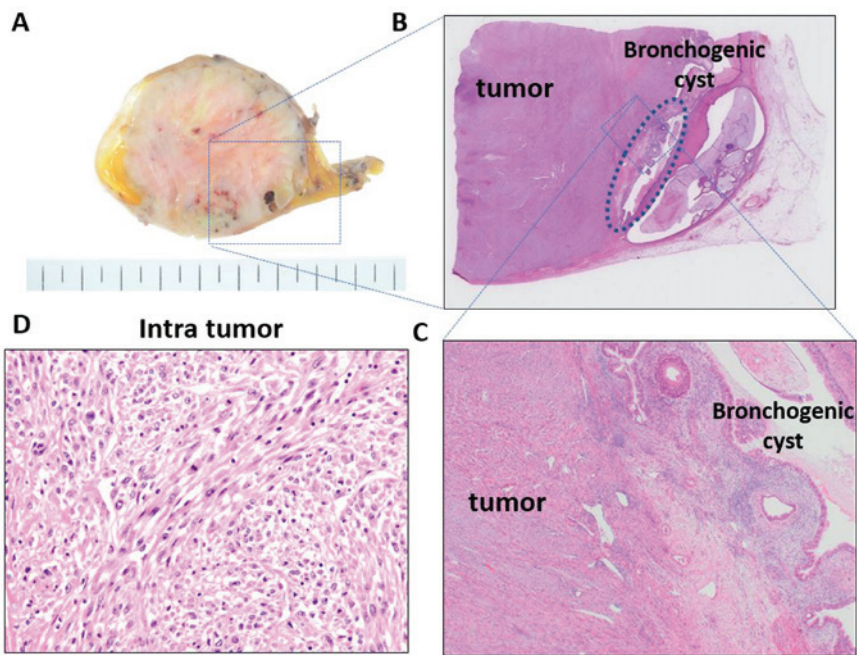 A
B
Bronchogenic
cyst
tumor
D
Intra tumor
C
Bronchogenic
cyst
tumor